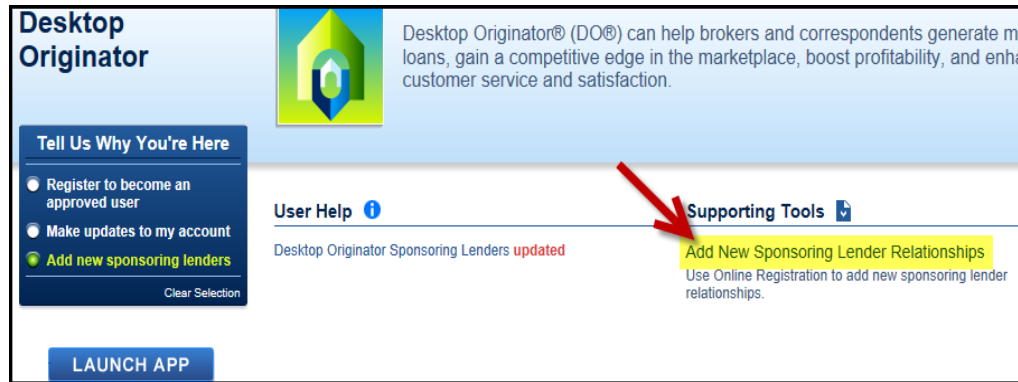 Desktop
Originator
Desktop Originator® (DO®) can help brokers and correspondents generate
loans, gain a competitive edge in the marketplace, boost profitability, and
customer service and satisfaction.
Tell Us Why You're Here
Register to become an
approved user
Make updates to my account
Add new sponsoring lenders
Clear Selection
LAUNCH APP
User Help
Desktop Originator Sponsoring Lenders updated
Supporting Tools
Add New Sponsoring Lender Relationships
Use Online Registration to add new sponsoring lender
relationships.